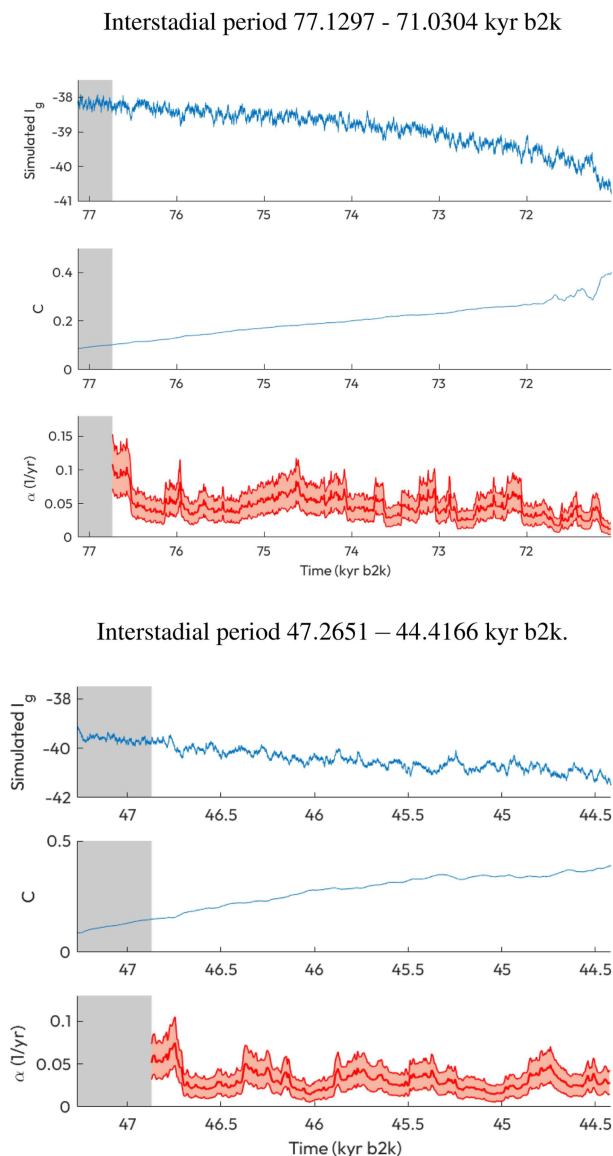 Interstadial period 77.1297 - 71.0304 kyr b2k
Simulated I_g
-38
-39
-40
-41
77 76 75 74 73 72
C
0.4
0.2
0
77 76 75 74 73 72
α (1/yr)
0.15
0.1
0.05
0
77 76 75 74 73 72
Time (kyr b2k)
Interstadial period 47.2651 – 44.4166 kyr b2k.
Simulated I_g
-38
-40
-42
47 46.5 46 45.5 45 44.5
C
0.5
0
47 46.5 46 45.5 45 44.5
α (1/yr)
0.1
0.05
0
47 46.5 46 45.5 45 44.5
Time (kyr b2k)